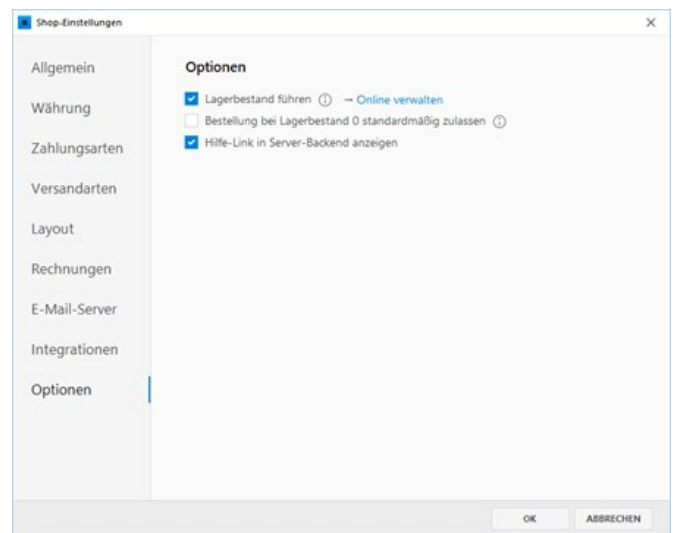 Shop-Einstellungen
Allgemein
Währung
Zahlungsarten
Versandarten
Layout
Rechnungen
E-Mail-Server
Integrationen
Optionen
Optionen
Lagerbestand führen → Online verwalten
Bestellung bei Lagerbestand 0 standardmäßig zulassen
Hilfe-Link in Server-Backend anzeigen
OK ABBRECHEN